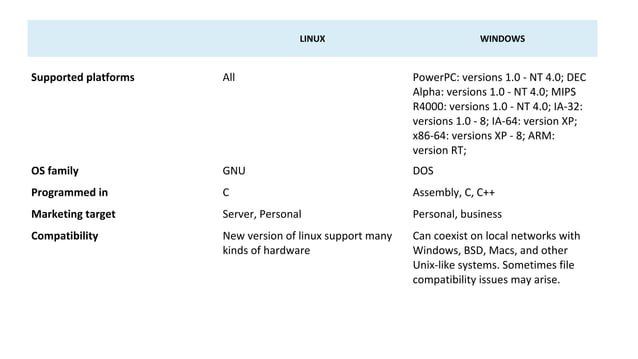 LINUX WINDOWS
Supported platforms All PowerPC: versions 1.0 - NT 4.0; DEC
Alpha: versions 1.0 - NT 4.0; MIPS
R4000: versions 1.0 - NT 4.0; IA-32:
versions 1.0 - 8; IA-64: version XP;
x86-64: versions XP - 8; ARM:
version RT;
OS family GNU DOS
Programmed in C Assembly, C, C++
Marketing target Server, Personal Personal, business
Compatibility New version of linux support many Can coexist on local networks with
kinds of hardware Windows, BSD, Macs, and other
Unix-like systems. Sometimes file
compatibility issues may arise.